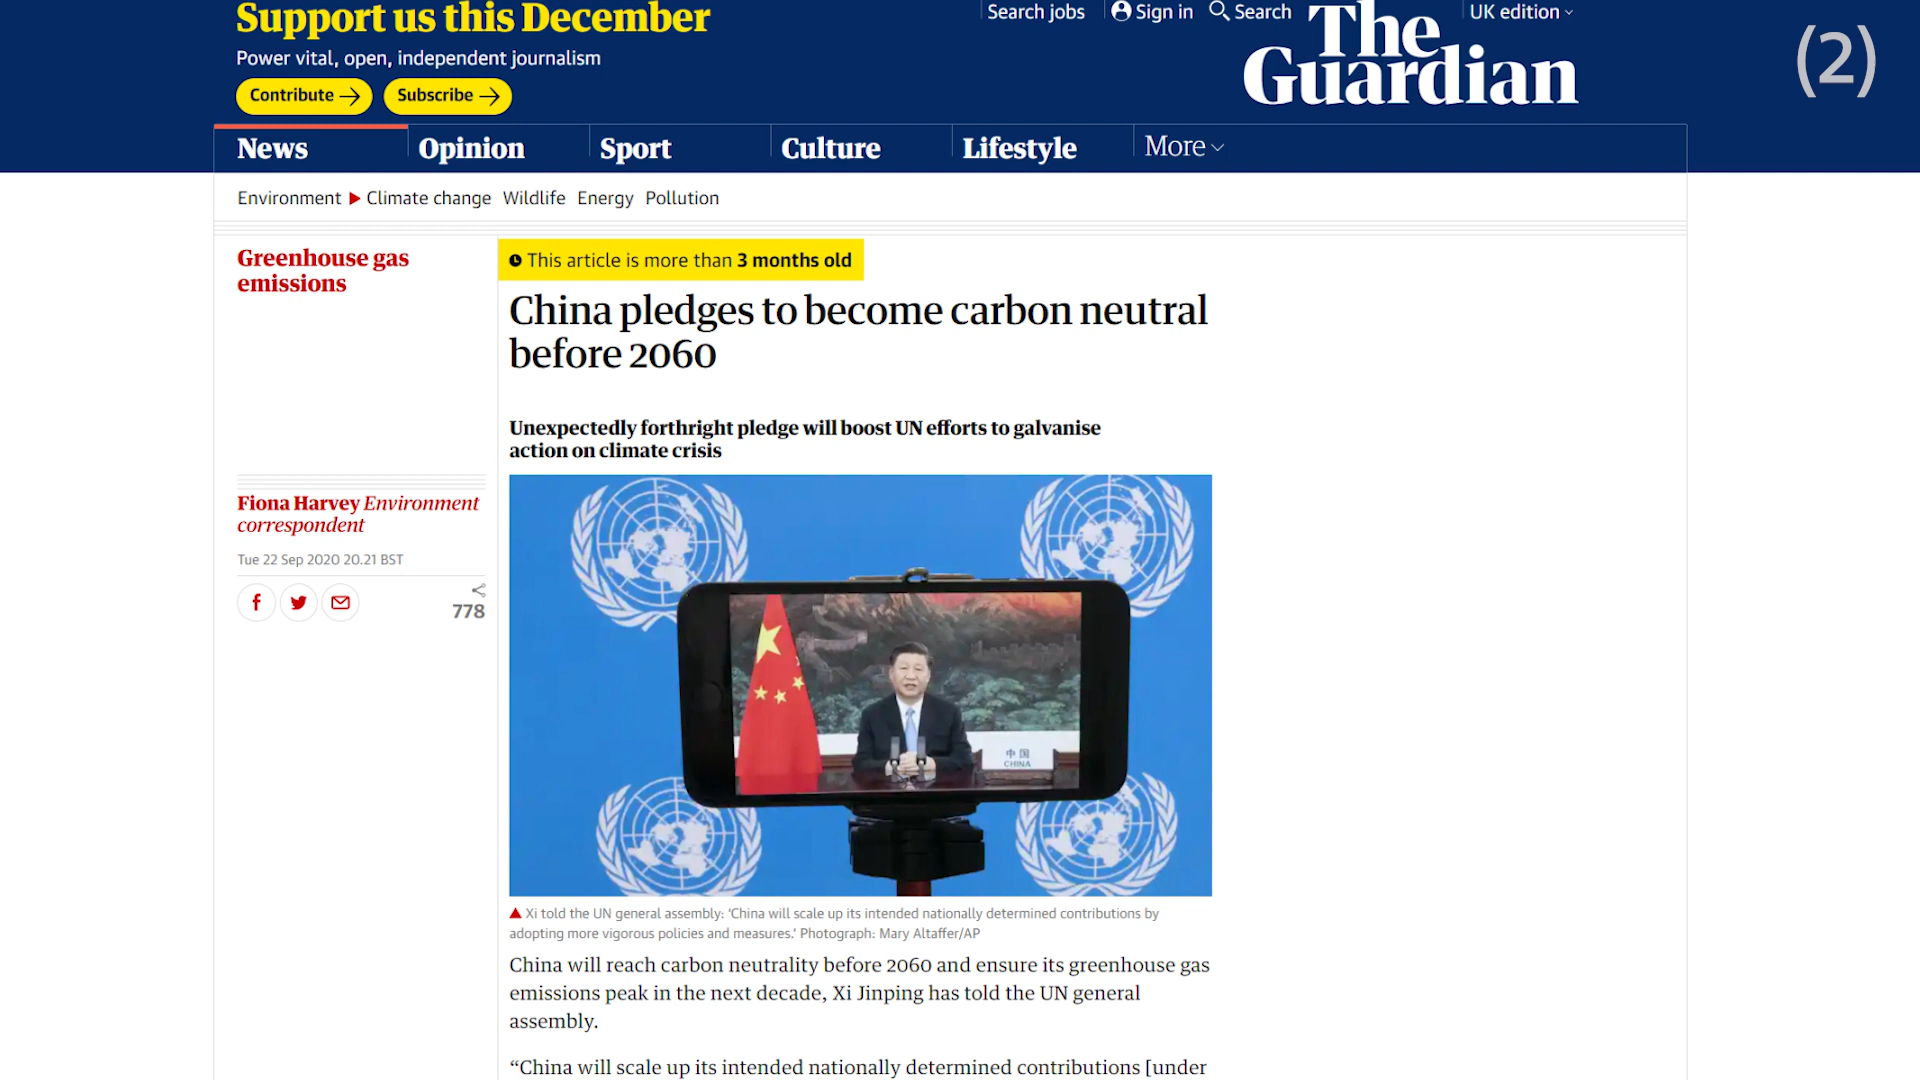 Support us this December
Power vital, open, independent journalism
Contribute
Subscribe
Search jobs
Sign in
Search
UK edition
The
Guardian
(2)
News
Opinion
Sport
Culture
Lifestyle
More
Environment
Climate change
Wildlife
Energy
Pollution
Greenhouse gas
emissions
This article is more than 3 months old
China pledges to become carbon neutral
before 2060
Unexpectedly forthright pledge will boost UN efforts to galvanise
action on climate crisis
Fiona Harvey Environment
correspondent
Tue 22 Sep 2020 20.21 BST
778
中国
CHINA
Xi told the UN general assembly: ‘China will scale up its intended nationally determined contributions by
adopting more vigorous policies and measures.’ Photograph: Mary Altaffer/AP
China will reach carbon neutrality before 2060 and ensure its greenhouse gas
emissions peak in the next decade, Xi Jinping has told the UN general
assembly.
“China will scale up its intended nationally determined contributions [under